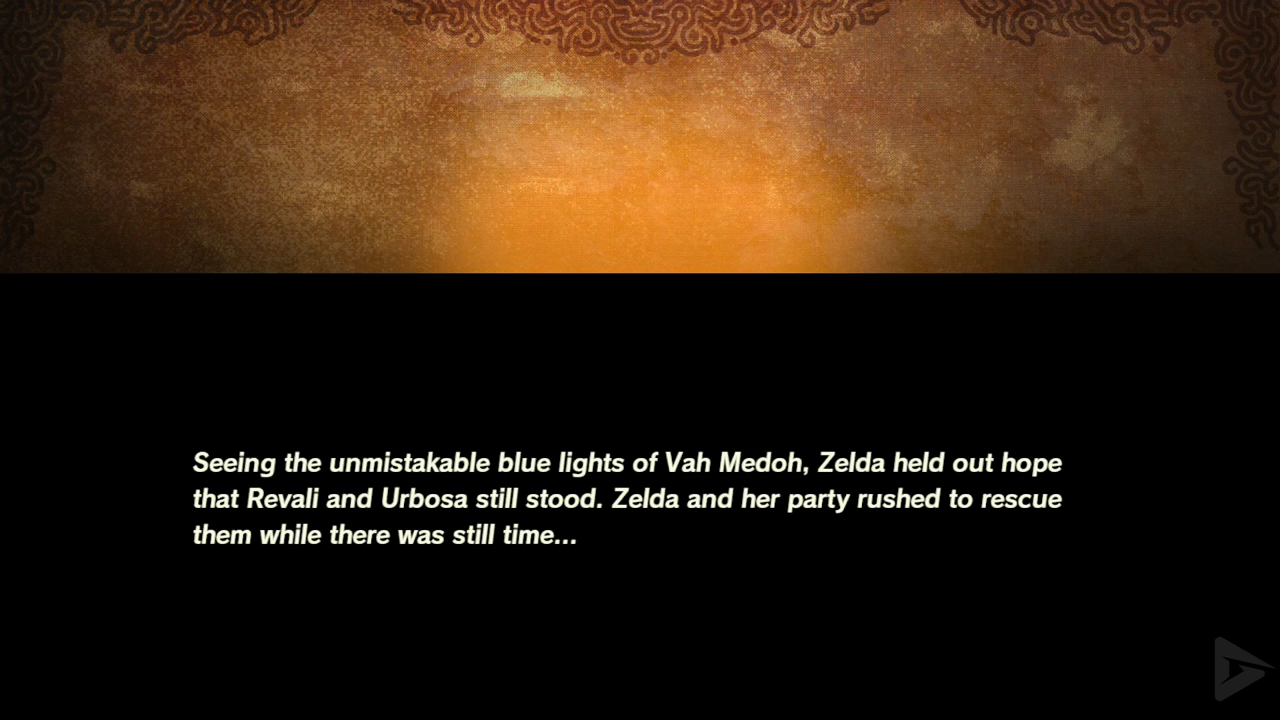 Seeing the unmistakable blue lights of Vah Medoh, Zelda held out hope
that Revali and Urbosa still stood. Zelda and her party rushed to rescue
them while there was still time...